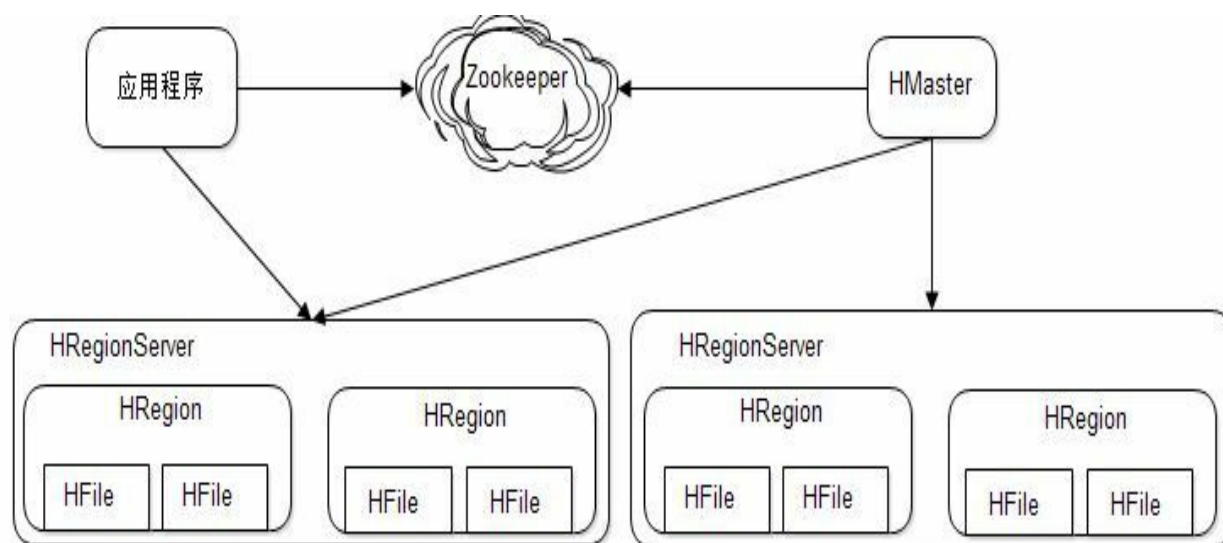 应用程序
Zookeeper
HMaster
HRegionServer
HRegion
HFile HFile
HRegion
HFile HFile
HRegionServer
HRegion
HFile HFile
HRegion
HFile HFile